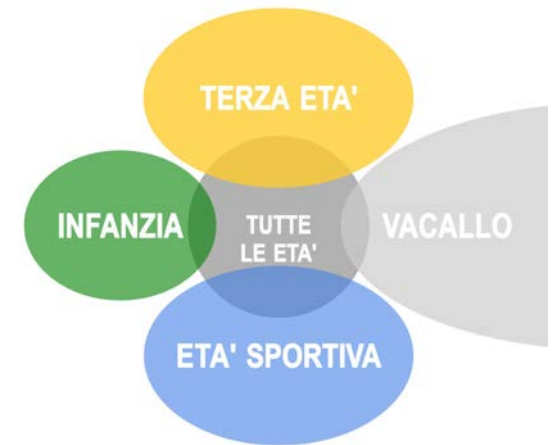 TERZA ETA'
INFANZIA
TUTTE
LE ETA'
VACALLO
ETA' SPORTIVA